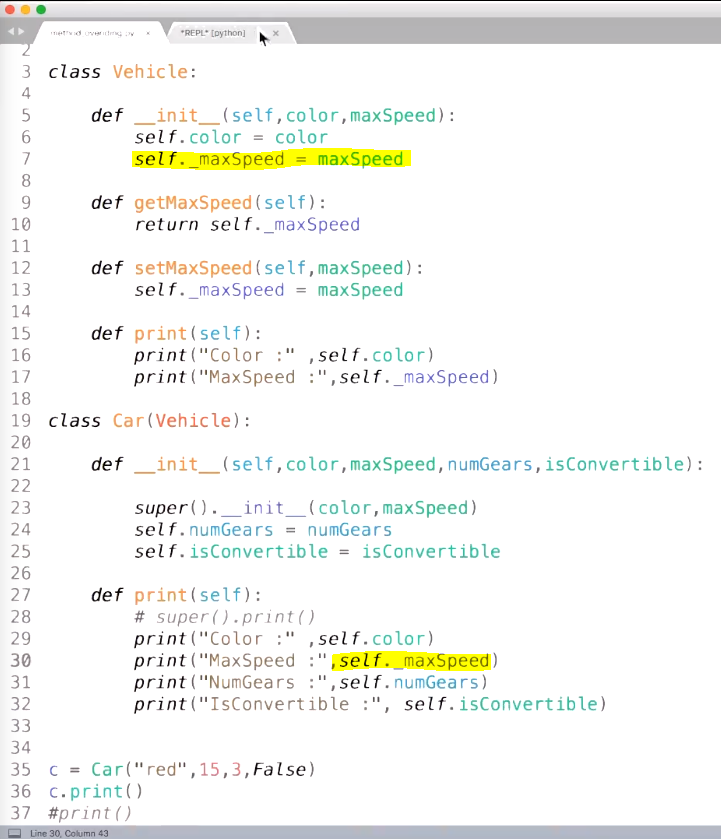 method_overiding.py × *REPL* [python] ×
2
3 class Vehicle:
4
5 def __init__(self,color,maxSpeed):
6 self.color = color
7 self._maxSpeed = maxSpeed
8
9 def getMaxSpeed(self):
10 return self._maxSpeed
11
12 def setMaxSpeed(self,maxSpeed):
13 self._maxSpeed = maxSpeed
14
15 def print(self):
16 print("Color :" ,self.color)
17 print("MaxSpeed :",self._maxSpeed)
18
19 class Car(Vehicle):
20
21 def __init__(self,color,maxSpeed,numGears,isConvertible):
22
23 super().__init__(color,maxSpeed)
24 self.numGears = numGears
25 self.isConvertible = isConvertible
26
27 def print(self):
28 # super().print()
29 print("Color :" ,self.color)
30 print("MaxSpeed :",self._maxSpeed)
31 print("NumGears :",self.numGears)
32 print("IsConvertible :", self.isConvertible)
33
34
35 c = Car("red",15,3,False)
36 c.print()
37 #print()
Line 30, Column 43